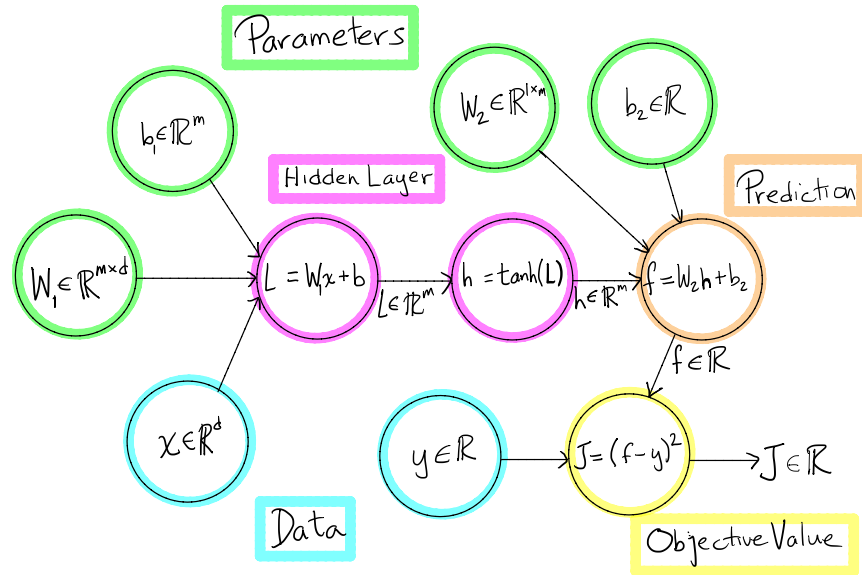 Parameters
b₁∈ℝᵐ
W₂∈ℝ¹ˣᵐ
b₂∈ℝ
Hidden Layer
Prediction
W₁∈ℝᵐˣᵈ
L = W₁x+b
L∈ℝᵐ
h = tanh(L)
h∈ℝᵐ
f=W₂h+b₂
f∈ℝ
x∈ℝᵈ
y∈ℝ
J=(f-y)²
J∈ℝ
Data
Objective Value